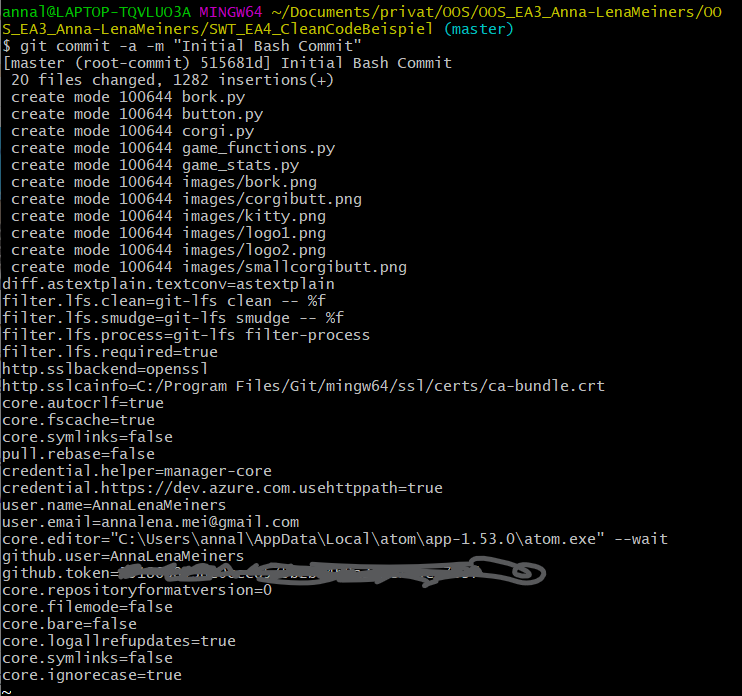 annal@LAPTOP-TQVLUO3A MINGW64 ~/Documents/privat/OOS/OOS_EA3_Anna-LenaMeiners/OO
S_EA3_Anna-LenaMeiners/SWT_EA4_CleanCodeBeispiel (master)
$ git commit -a -m "Initial Bash Commit"
[master (root-commit) 515681d] Initial Bash Commit
 20 files changed, 1282 insertions(+)
 create mode 100644 bork.py
 create mode 100644 button.py
 create mode 100644 corgi.py
 create mode 100644 game_functions.py
 create mode 100644 game_stats.py
 create mode 100644 images/bork.png
 create mode 100644 images/corgibutt.png
 create mode 100644 images/kitty.png
 create mode 100644 images/logo1.png
 create mode 100644 images/logo2.png
 create mode 100644 images/smallcorgibutt.png
diff.astextplain.textconv=astextplain
filter.lfs.clean=git-lfs clean -- %f
filter.lfs.smudge=git-lfs smudge -- %f
filter.lfs.process=git-lfs filter-process
filter.lfs.required=true
http.sslbackend=openssl
http.sslcainfo=C:/Program Files/Git/mingw64/ssl/certs/ca-bundle.crt
core.autocrlf=true
core.fscache=true
core.symlinks=false
pull.rebase=false
credential.helper=manager-core
credential.https://dev.azure.com.usehttppath=true
user.name=AnnaLenaMeiners
user.email=annalena.mei@gmail.com
core.editor="C:\Users\annal\AppData\Local\atom\app-1.53.0\atom.exe" --wait
github.user=AnnaLenaMeiners
github.token=
core.repositoryformatversion=0
core.filemode=false
core.bare=false
core.logallrefupdates=true
core.symlinks=false
core.ignorecase=true
~